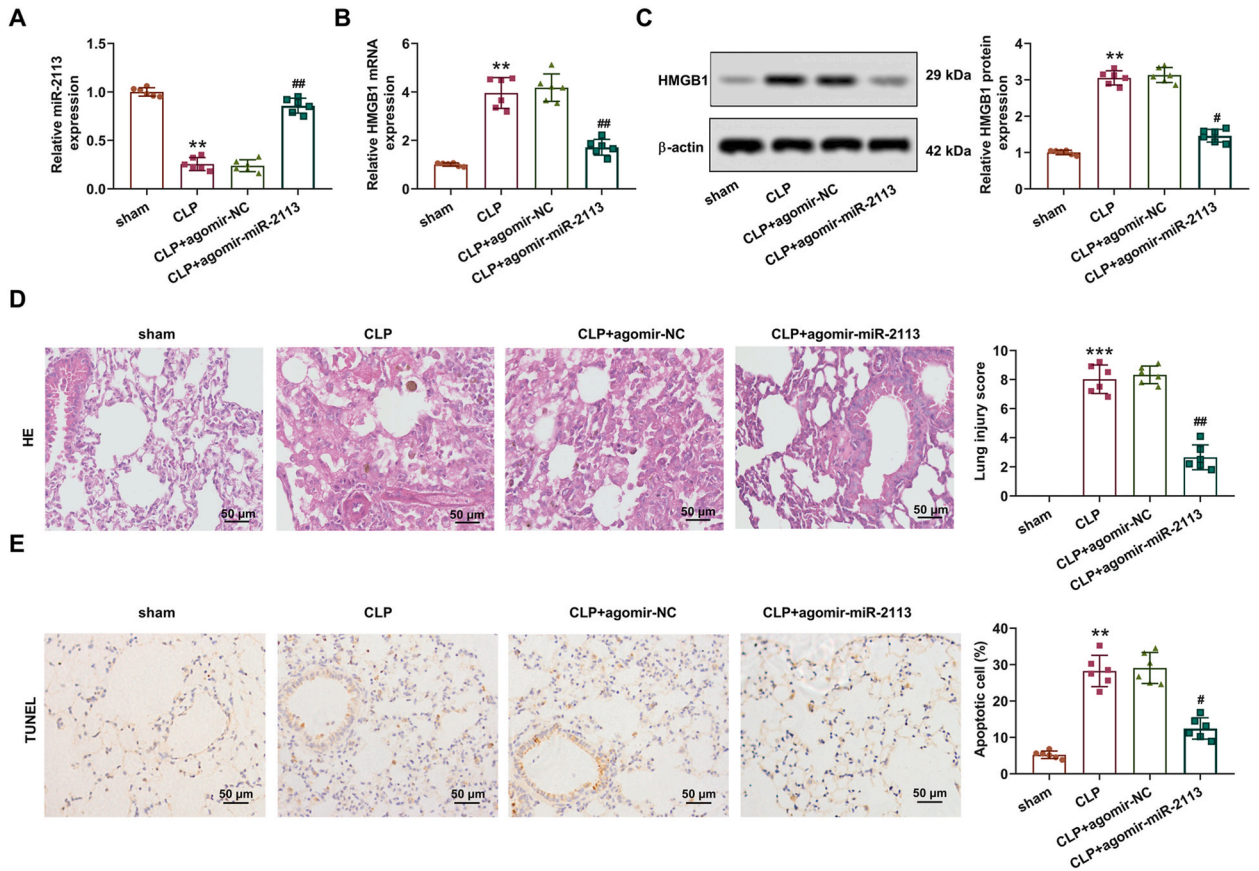 A
Relative miR-2113
expression
1.5
1.0
0.5
0.0
**
##
sham
CLP
CLP+agomir-NC
CLP+agomir-miR-2113
B
Relative HMGB1 mRNA
expression
6
4
2
0
**
##
sham
CLP
CLP+agomir-NC
CLP+agomir-miR-2113
C
HMGB1
29 kDa
β-actin
42 kDa
sham
CLP
CLP+agomir-NC
CLP+agomir-miR-2113
Relative HMGB1 protein
expression
4
3
2
1
0
**
#
sham
CLP
CLP+agomir-NC
CLP+agomir-miR-2113
D
sham
CLP
CLP+agomir-NC
CLP+agomir-miR-2113
HE
50 μm
50 μm
50 μm
50 μm
Lung injury score
10
8
6
4
2
0
***
##
sham
CLP
CLP+agomir-NC
CLP+agomir-miR-2113
E
sham
CLP
CLP+agomir-NC
CLP+agomir-miR-2113
TUNEL
50 μm
50 μm
50 μm
50 μm
Apoptotic cell (%)
40
30
20
10
0
**
#
sham
CLP
CLP+agomir-NC
CLP+agomir-miR-2113